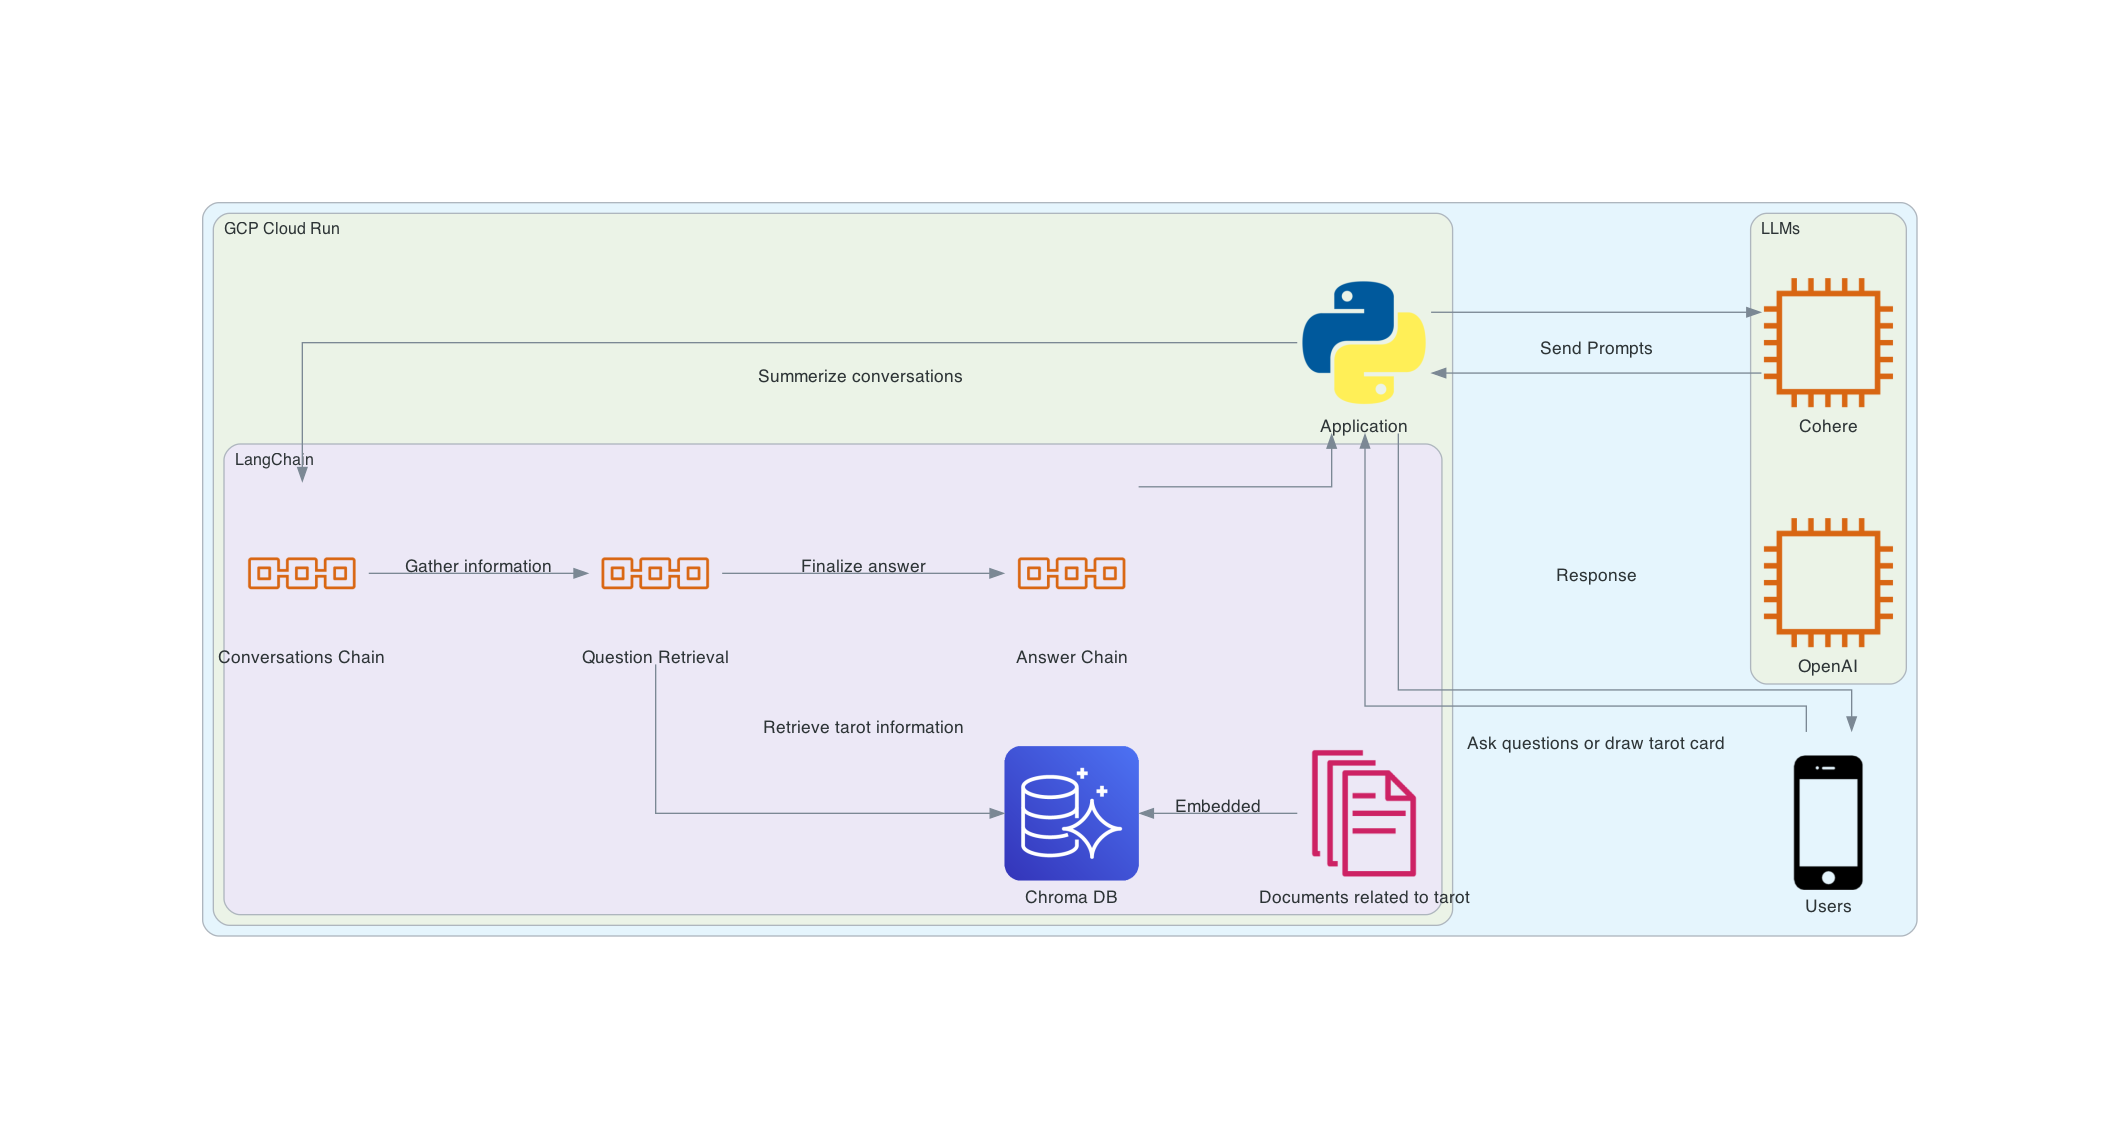 GCP Cloud Run
LLMs
Send Prompts
Summerize conversations
Application
Cohere
LangChain
Gather information
Finalize answer
Response
Conversations Chain
Question Retrieval
Answer Chain
OpenAI
Retrieve tarot information
Ask questions or draw tarot card
Embedded
Chroma DB
Documents related to tarot
Users